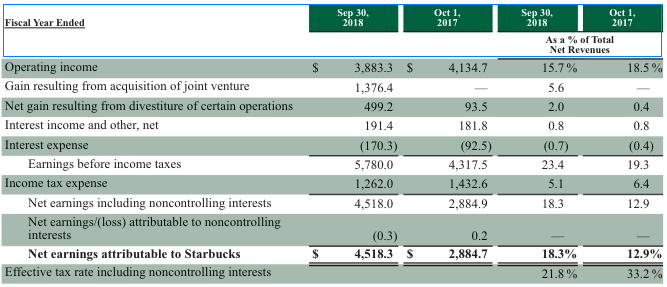 Fiscal Year Ended Sep 30, 2018 Oct 1, 2017 Sep 30, 2018 Oct 1, 2017
As a % of Total Net Revenues
Operating income $ 3,883.3 $ 4,134.7 15.7% 18.5%
Gain resulting from acquisition of joint venture 1,376.4 — 5.6 —
Net gain resulting from divestiture of certain operations 499.2 93.5 2.0 0.4
Interest income and other, net 191.4 181.8 0.8 0.8
Interest expense (170.3) (92.5) (0.7) (0.4)
Earnings before income taxes 5,780.0 4,317.5 23.4 19.3
Income tax expense 1,262.0 1,432.6 5.1 6.4
Net earnings including noncontrolling interests 4,518.0 2,884.9 18.3 12.9
Net earnings/(loss) attributable to noncontrolling
interests (0.3) 0.2 — —
Net earnings attributable to Starbucks $ 4,518.3 $ 2,884.7 18.3% 12.9%
Effective tax rate including noncontrolling interests 21.8% 33.2%